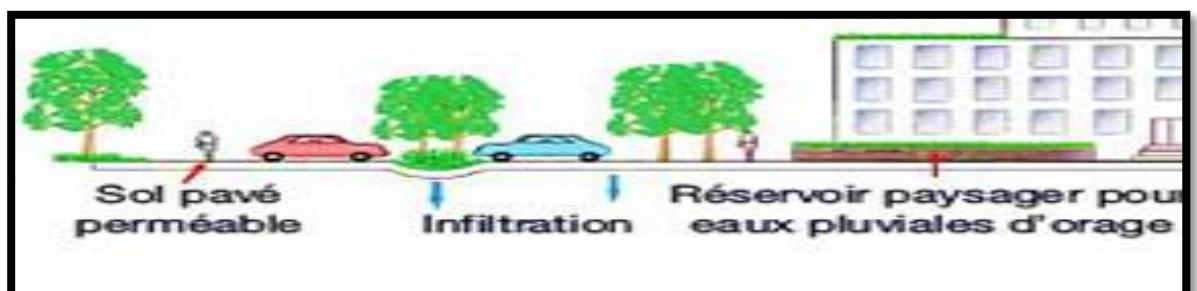 Sol pavé
perméable
Infiltration
Réservoir paysager pou
eaux pluviales d'orage